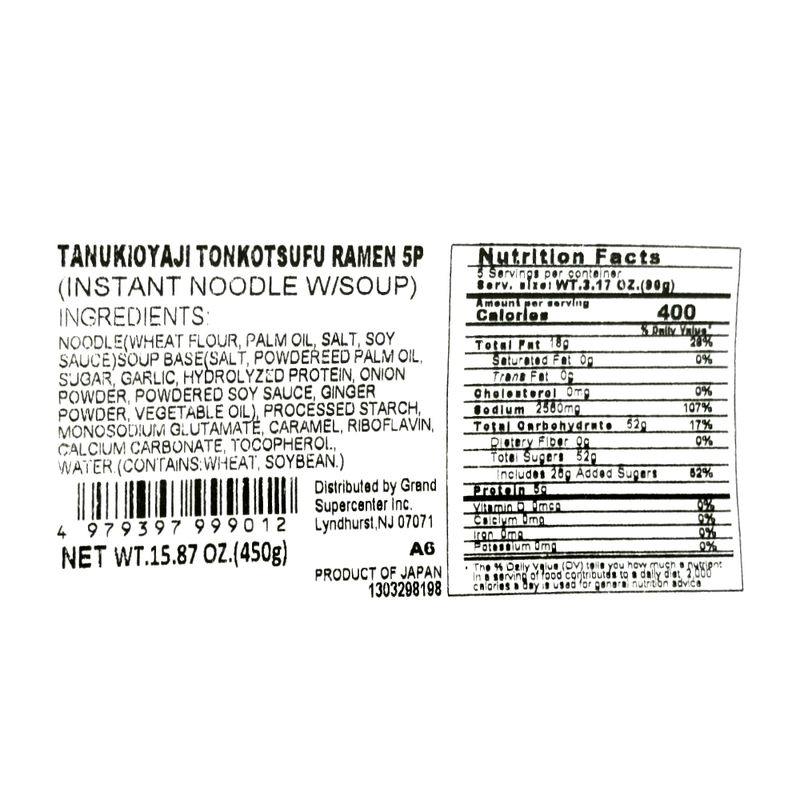 TANUKIOYAJI TONKOTSUFU RAMEN 5P
(INSTANT NOODLE W/SOUP)
INGREDIENTS:
NOODLE(WHEAT FLOUR, PALM OIL, SALT, SOY
SAUCE)SOUP BASE(SALT, POWDEREED PALM OIL,
SUGAR, GARLIC, HYDROLYZED PROTEIN, ONION
POWDER, POWDERED SOY SAUCE, GINGER
POWDER, VEGETABLE OIL), PROCESSED STARCH,
MONOSODIUM GLUTAMATE, CARAMEL, RIBOFLAVIN,
CALCIUM CARBONATE, TOCOPHEROL,
WATER.(CONTAINS:WHEAT, SOYBEAN.)
4 979397 999012
NET WT.15.87 OZ.(450g)
Distributed by Grand
Supercenter Inc.
Lyndhurst,NJ 07071
A6
PRODUCT OF JAPAN
1303298198
Nutrition Facts
5 Servings per container
Serv. size: WT.3.17 OZ.(90g)
Amount per serving
Calories 400
% Daily Value*
Total Fat 18g
Saturated Fat 0g 0%
Trans Fat 0g
Cholesterol 0mg 0%
Sodium 2560mg 107%
Total Carbohydrate 52g 17%
Dietary Fiber 0g 0%
Total Sugars 52g
Includes Added Sugars 52%
Protein 5g
Vitamin D 0mcg 0%
Calcium 0mg 0%
Iron 0mg 0%
Potassium 0mg 0%
* The % Daily Value (DV) tells you how much a nutrient
in a serving of food contributes to a daily diet. 2,000
calories a day is used for general nutrition advice